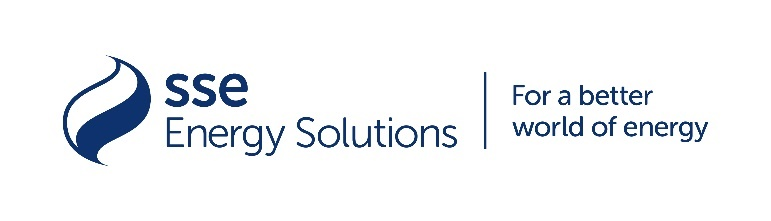 sse
Energy Solutions
For a better
world of energy